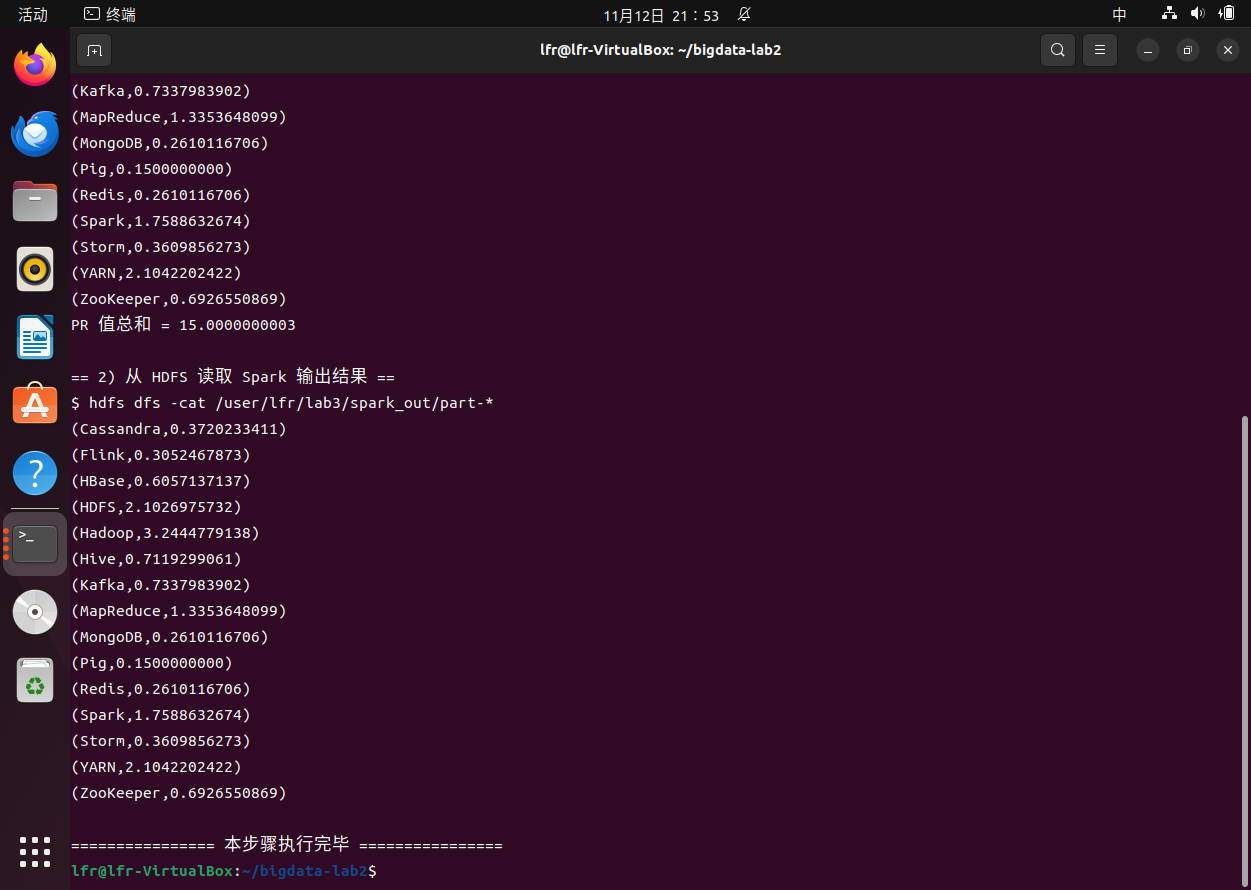 活动
终端
11月12日 21：53
中
lfr@lfr-VirtualBox: ~/bigdata-lab2
(Kafka,0.7337983902)
(MapReduce,1.3353648099)
(MongoDB,0.2610116706)
(Pig,0.1500000000)
(Redis,0.2610116706)
(Spark,1.7588632674)
(Storm,0.3609856273)
(YARN,2.1042202422)
(ZooKeeper,0.6926550869)
PR 值总和 = 15.0000000003
== 2) 从 HDFS 读取 Spark 输出结果 ==
$ hdfs dfs -cat /user/lfr/lab3/spark_out/part-*
(Cassandra,0.3720233411)
(Flink,0.3052467873)
(HBase,0.6057137137)
(HDFS,2.1026975732)
(Hadoop,3.2444779138)
(Hive,0.7119299061)
(Kafka,0.7337983902)
(MapReduce,1.3353648099)
(MongoDB,0.2610116706)
(Pig,0.1500000000)
(Redis,0.2610116706)
(Spark,1.7588632674)
(Storm,0.3609856273)
(YARN,2.1042202422)
(ZooKeeper,0.6926550869)
================ 本步骤执行完毕 ================
lfr@lfr-VirtualBox:~/bigdata-lab2$